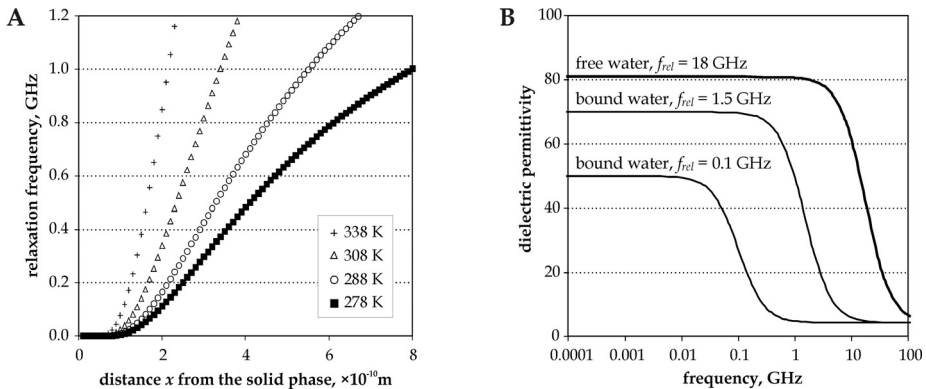 A
relaxation frequency, GHz
1.2
1.0
0.8
0.6
0.4
0.2
0.0
0
2
4
6
8
distance x from the solid phase, ×10⁻¹⁰m
338 K
308 K
288 K
278 K
B
dielectric permittivity
100
80
60
40
20
0
free water, frel = 18 GHz
bound water, frel = 1.5 GHz
bound water, frel = 0.1 GHz
0.0001
0.001
0.01
0.1
1
10
100
frequency, GHz